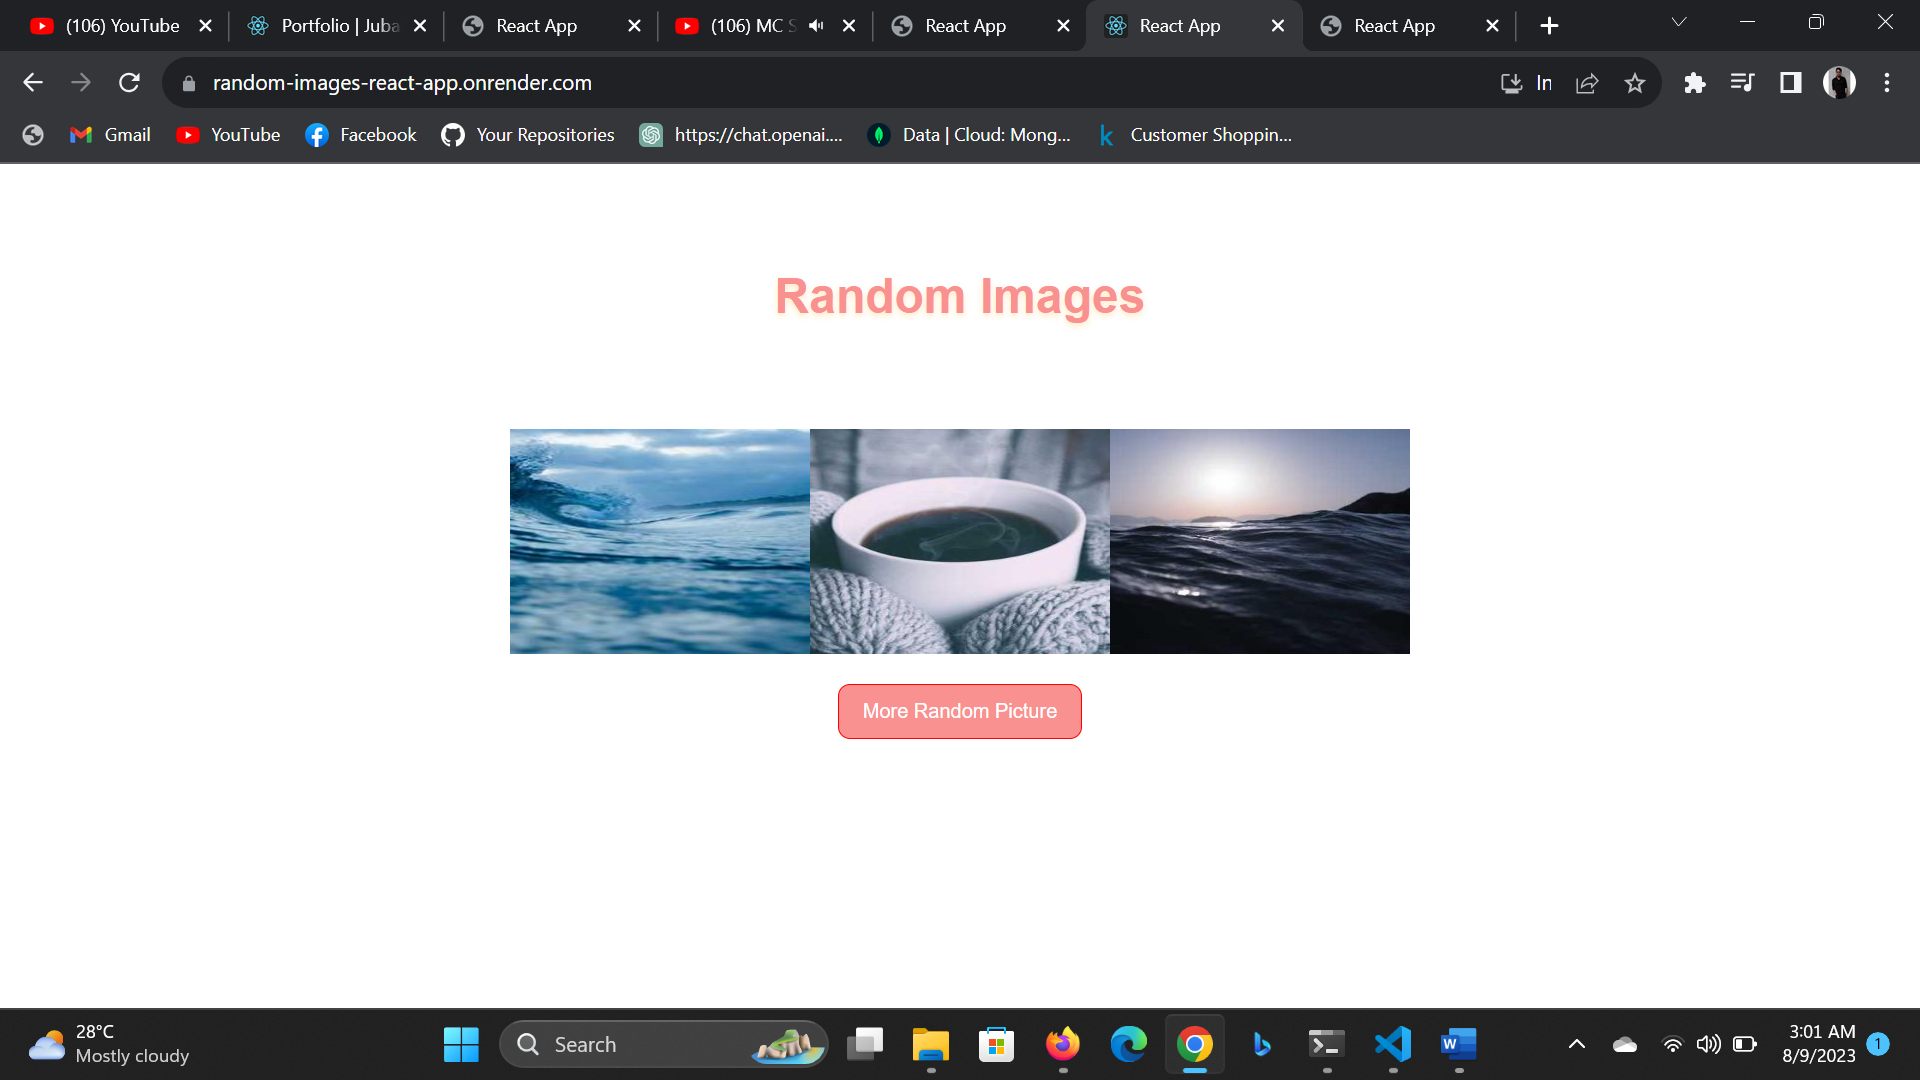 (106) YouTube
Portfolio | Juba
React App
(106) MC S
React App
React App
React App
random-images-react-app.onrender.com
In
Gmail
YouTube
Facebook
Your Repositories
https://chat.openai....
Data | Cloud: Mong...
Customer Shoppin...
Random Images
More Random Picture
28°C
Mostly cloudy
Search
3:01 AM
8/9/2023
1